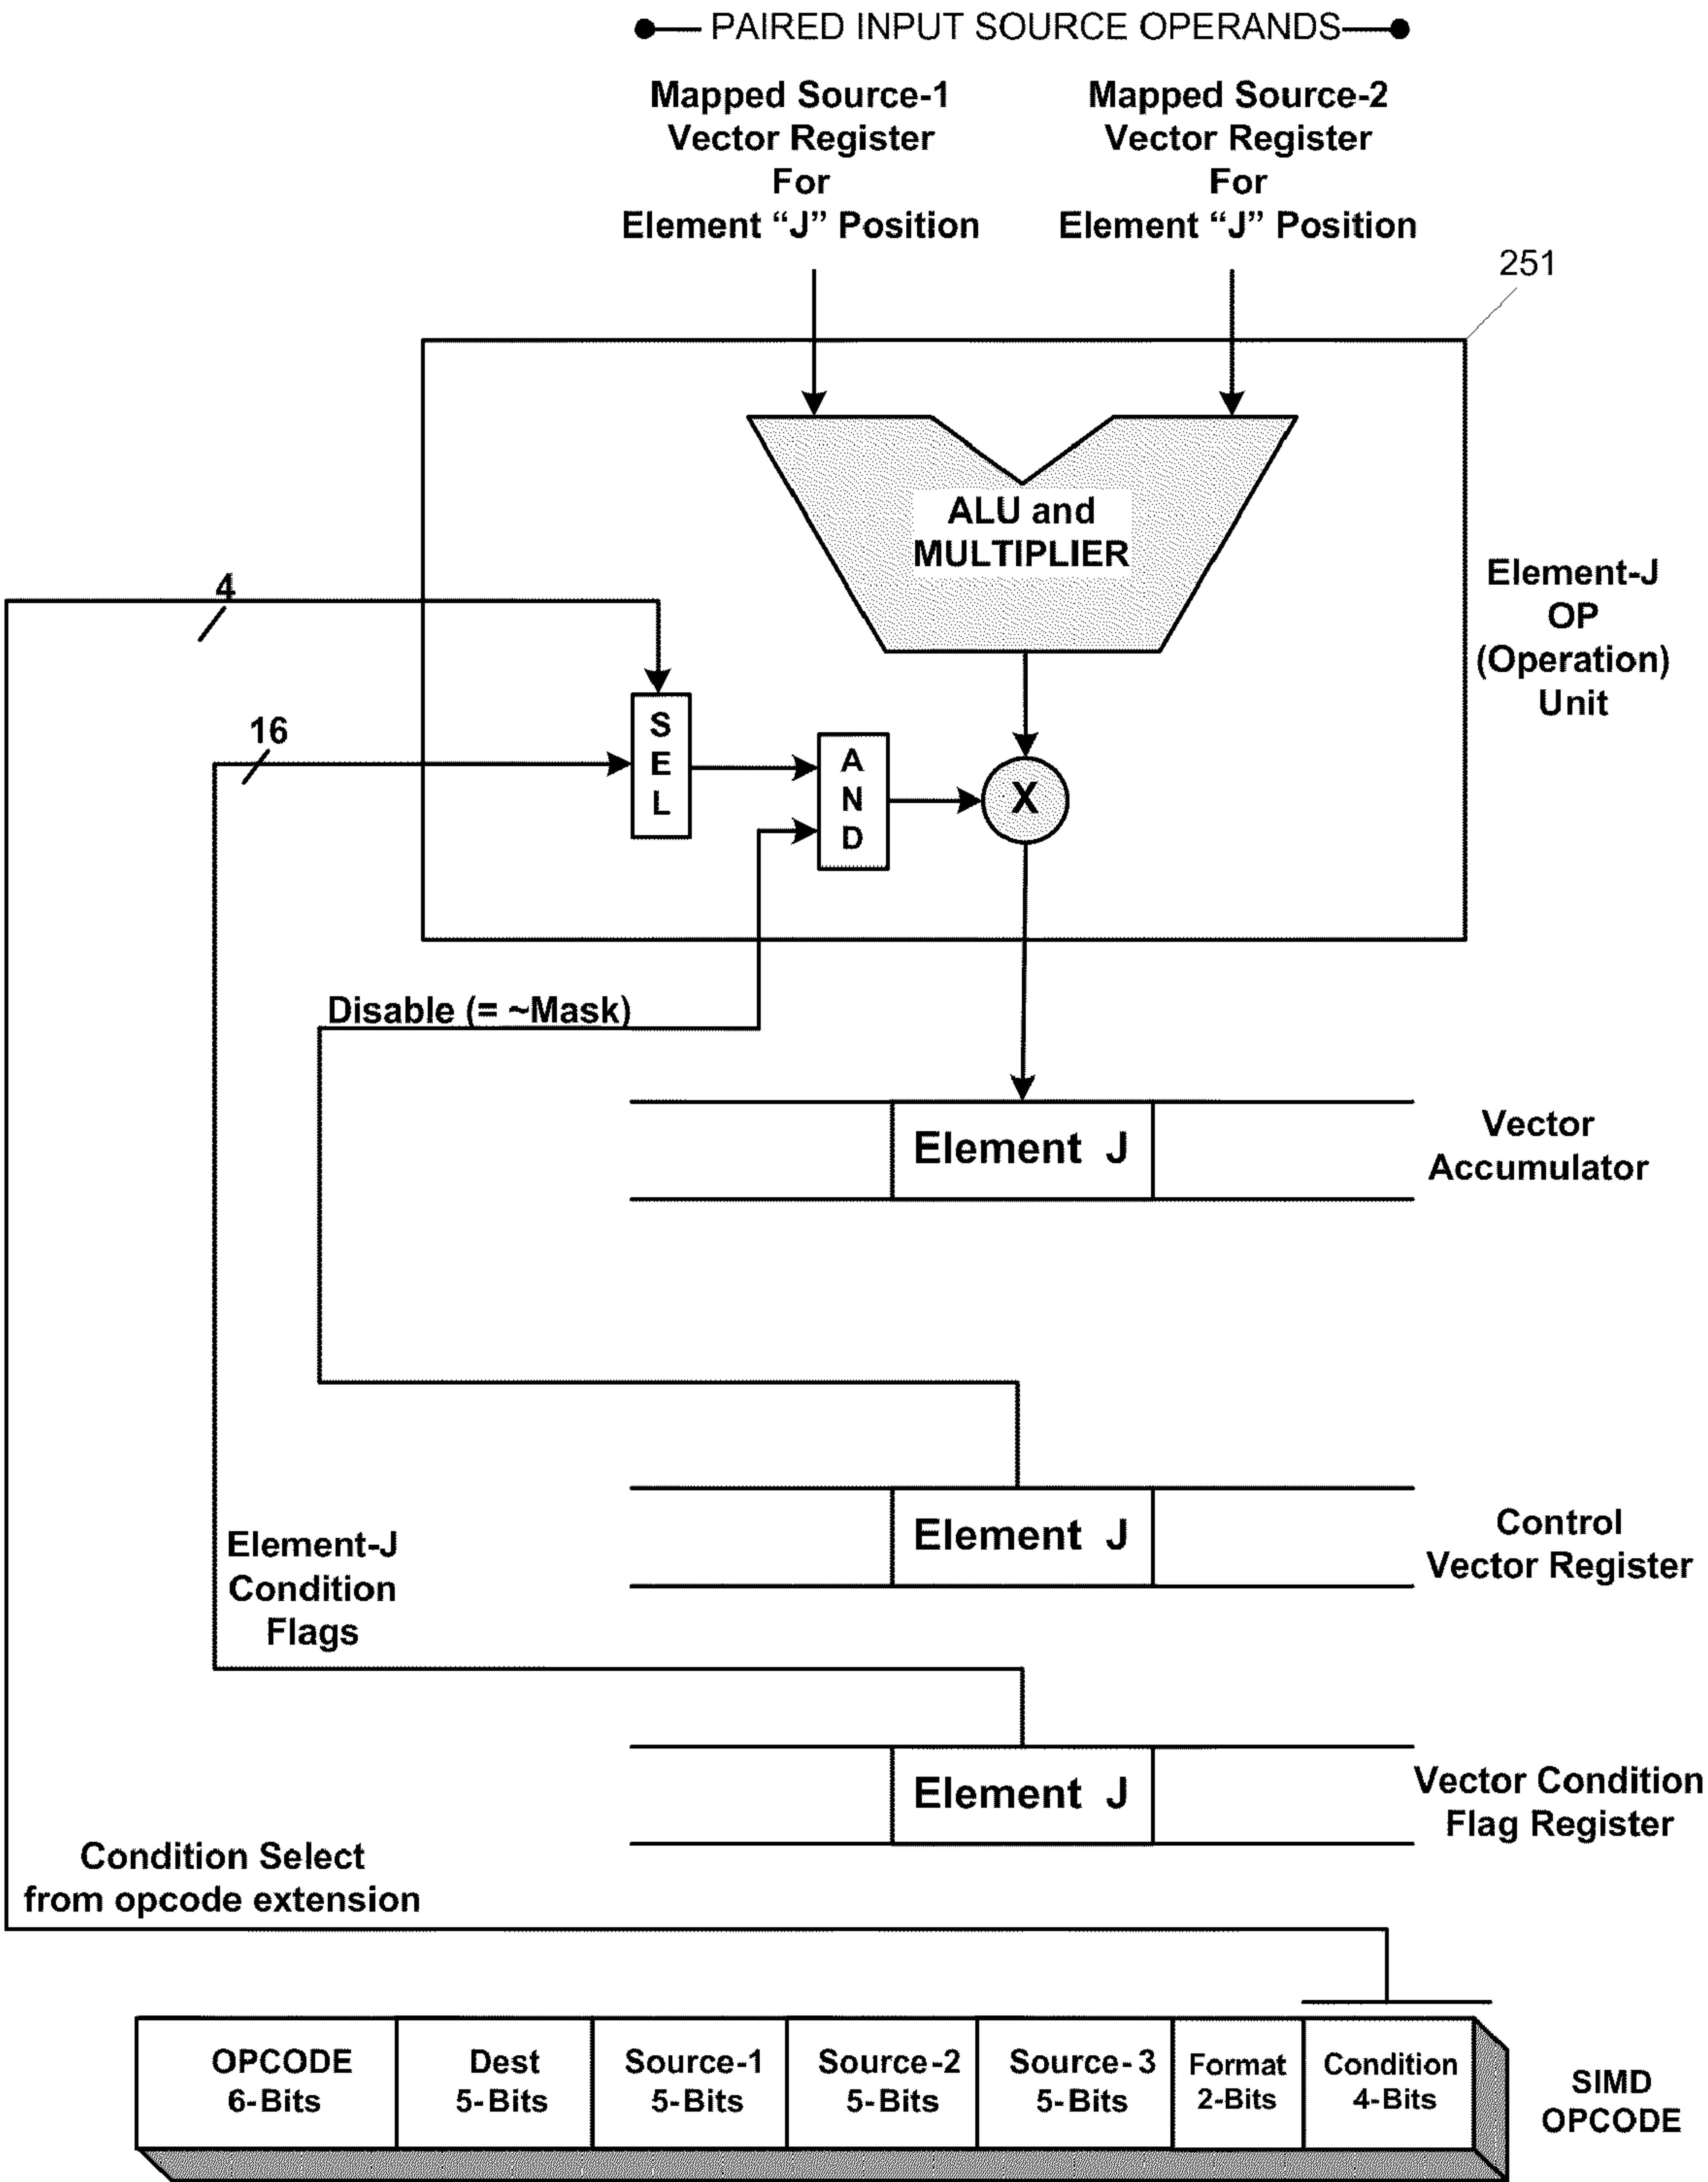 PAIRED INPUT SOURCE OPERANDS
Mapped Source-1
Vector Register
For
Element “J” Position
Mapped Source-2
Vector Register
For
Element “J” Position
251
ALU and
MULTIPLIER
Element-J
OP
(Operation)
Unit
4
16
S
E
L
A
N
D
X
Disable (= ~Mask)
Element J
Vector
Accumulator
Element J
Control
Vector Register
Element-J
Condition
Flags
Element J
Vector Condition
Flag Register
Condition Select
from opcode extension
OPCODE
6-Bits
Dest
5-Bits
Source-1
5-Bits
Source-2
5-Bits
Source-3
5-Bits
Format
2-Bits
Condition
4-Bits
SIMD
OPCODE